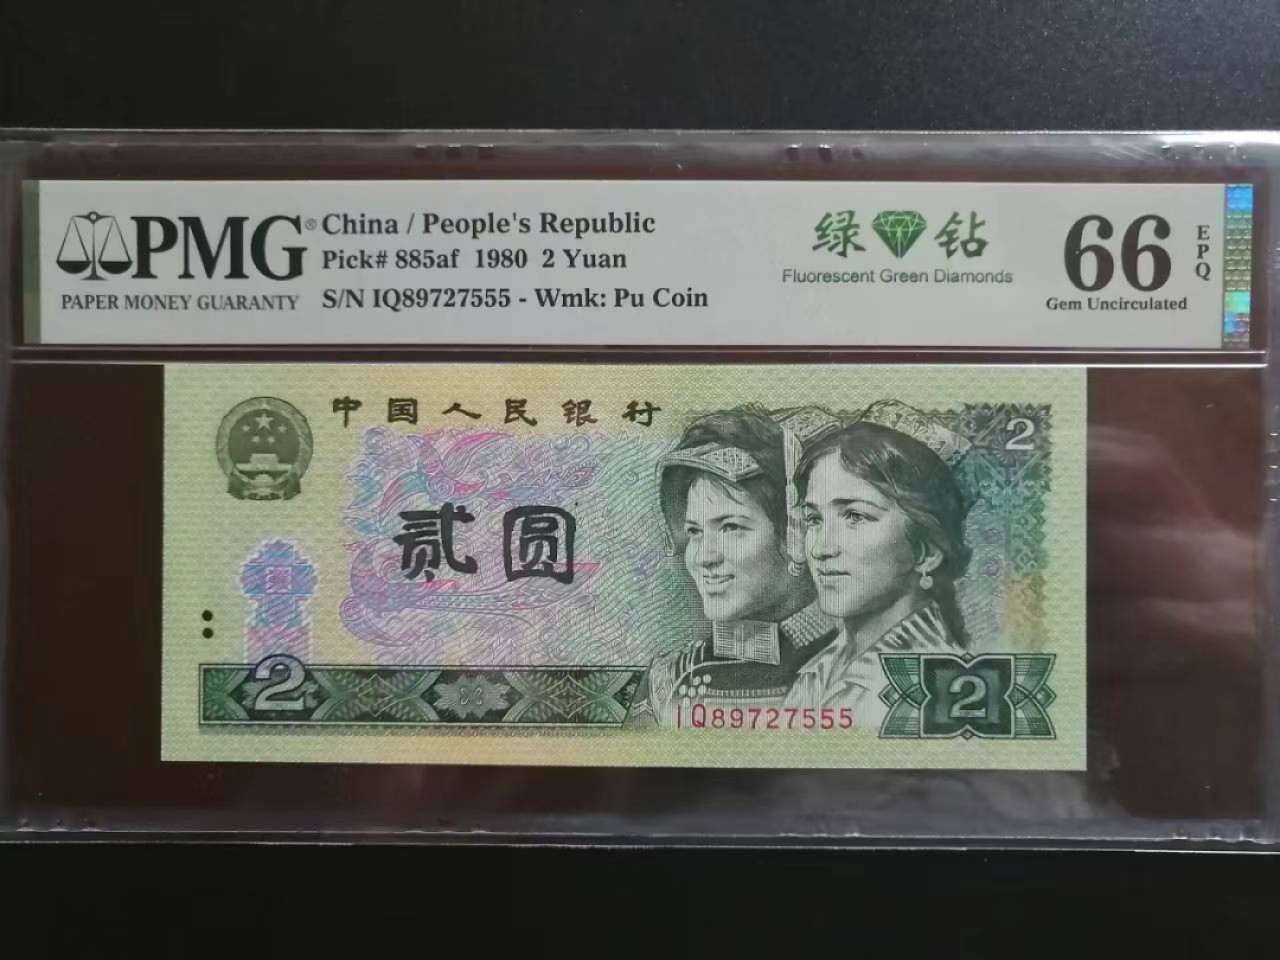 PMG®
PAPER MONEY GUARANTY
China / People's Republic
Pick# 885af 1980 2 Yuan
S/N IQ89727555 - Wmk: Pu Coin
绿 钻
Fluorescent Green Diamonds
66
EPQ
Gem Uncirculated
中国人民银行
2
贰圆
2
IQ89727555
2